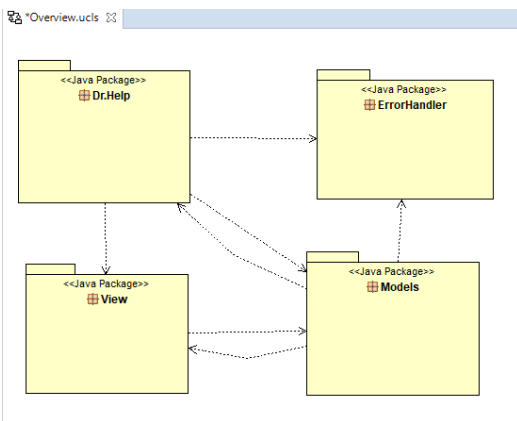 *Overview.ucls
<<Java Package>>
Dr.Help
<<Java Package>>
ErrorHandler
<<Java Package>>
View
<<Java Package>>
Models